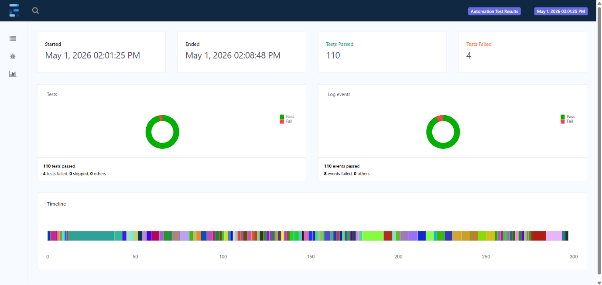 Automation Test Results
May 1, 2026 02:01:25 PM
Started
May 1, 2026 02:01:25 PM
Ended
May 1, 2026 02:08:48 PM
Tests Passed
110
Tests Failed
4
Tests
Pass
Fail
110 tests passed
4 tests failed, 0 skipped, 0 others
Log events
Pass
Fail
110 events passed
8 events failed, 0 others
Timeline
0 50 100 150 200 250 300